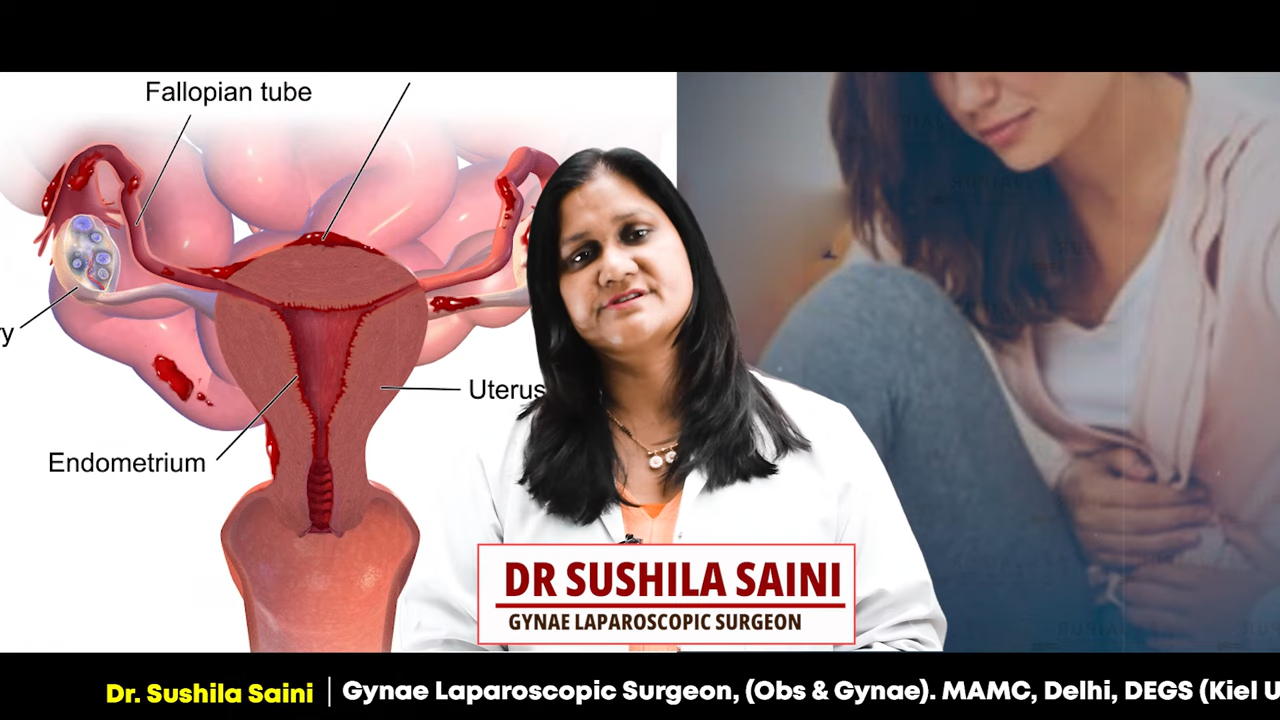 Fallopian tube
Uterus
Endometrium
DR SUSHILA SAINI
GYNAE LAPAROSCOPIC SURGEON
Dr. Sushila Saini | Gynae Laparoscopic Surgeon, (Obs & Gynae). MAMC, Delhi, DEGS (Kiel U